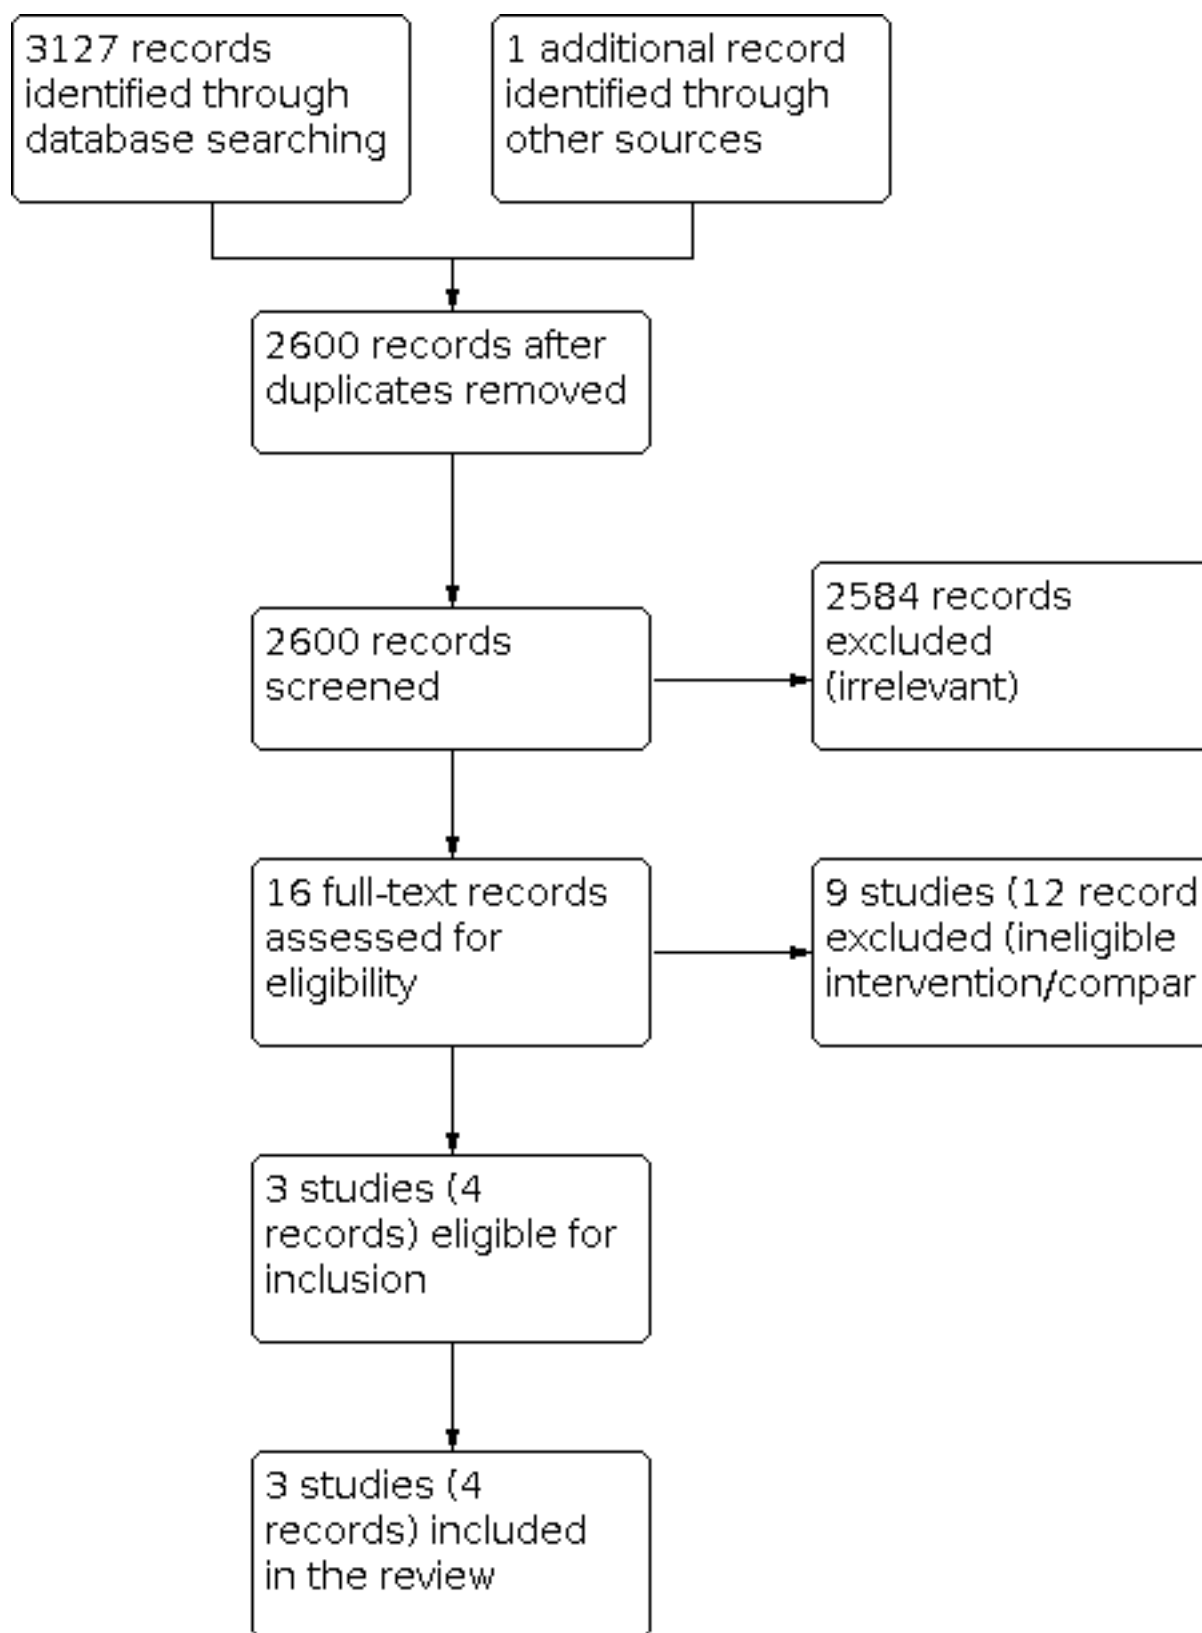 3127 records
identified through
database searching
1 additional record
identified through
other sources
2600 records after
duplicates removed
2600 records
screened
2584 records
excluded
(irrelevant)
16 full-text records
assessed for
eligibility
9 studies (12 record
excluded (ineligible
intervention/compar
3 studies (4
records) eligible for
inclusion
3 studies (4
records) included
in the review